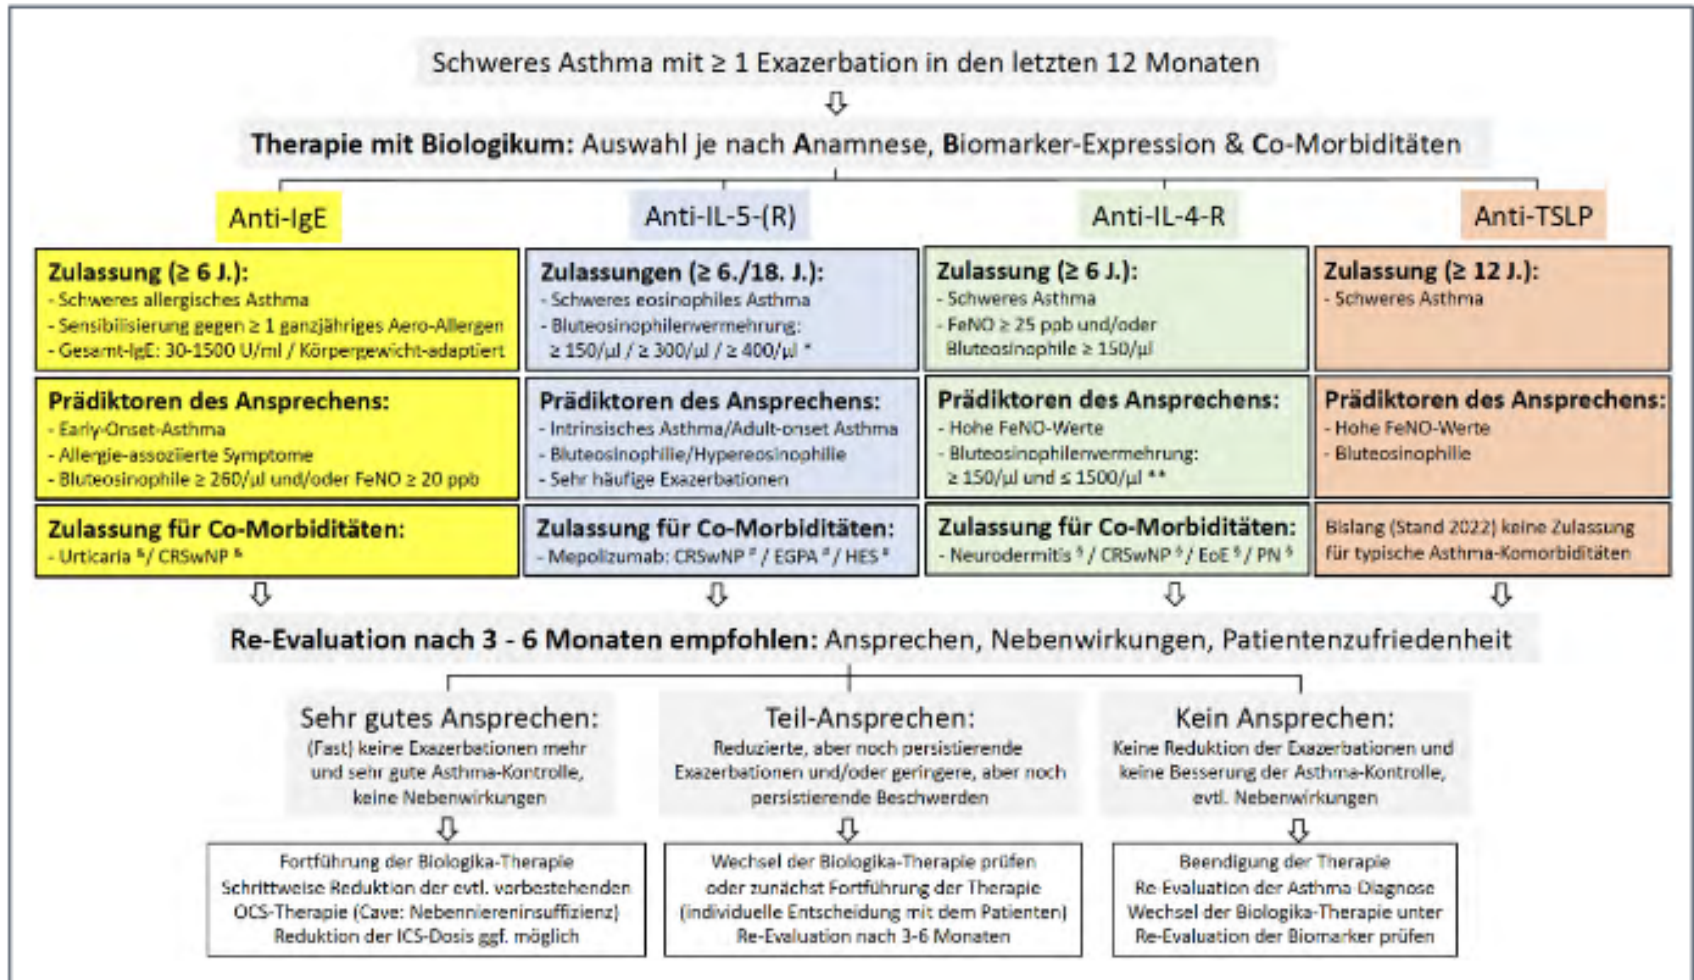 Schweres Asthma mit ≥ 1 Exazerbation in den letzten 12 Monaten
Therapie mit Biologikum: Auswahl je nach Anamnese, Biomarker-Expression & Co-Morbiditäten
Anti-IgE
Zulassung (≥ 6 J.):
- Schweres allergisches Asthma
- Sensibilisierung gegen ≥ 1 ganzjähriges Aero-Allergen
- Gesamt-IgE: 30-1500 U/ml / Körpergewicht-adaptiert
Prädiktoren des Ansprechens:
- Early-Onset-Asthma
- Allergie-assoziierte Symptome
- Bluteosinophile ≥ 260/µl und/oder FeNO ≥ 20 ppb
Zulassung für Co-Morbiditäten:
- Urticaria / CRSwNP
Anti-IL-5-(R)
Zulassungen (≥ 6./18. J.):
- Schweres eosinophiles Asthma
- Bluteosinophilenvermehrung:
≥ 150/µl / ≥ 300/µl / ≥ 400/µl *
Prädiktoren des Ansprechens:
- Intrinsisches Asthma/Adult-onset Asthma
- Bluteosinophilie/Hypereosinophilie
- Sehr häufige Exazerbationen
Zulassung für Co-Morbiditäten:
- Mepolizumab: CRSwNP / EGPA / HES
Anti-IL-4-R
Zulassung (≥ 6 J.):
- Schweres Asthma
- FeNO ≥ 25 ppb und/oder
Bluteosinophile ≥ 150/µl
Prädiktoren des Ansprechens:
- Hohe FeNO-Werte
- Bluteosinophilenvermehrung:
≥ 150/µl und ≤ 1500/µl **
Zulassung für Co-Morbiditäten:
- Neurodermitis § / CRSwNP § / EoE § / PN §
Anti-TSLP
Zulassung (≥ 12 J.):
- Schweres Asthma
Prädiktoren des Ansprechens:
- Hohe FeNO-Werte
- Bluteosinophilie
Bislang (Stand 2022) keine Zulassung
für typische Asthma-Komorbiditäten
Re-Evaluation nach 3 - 6 Monaten empfohlen: Ansprechen, Nebenwirkungen, Patientenzufriedenheit
Sehr gutes Ansprechen:
(Fast) keine Exazerbationen mehr
und sehr gute Asthma-Kontrolle,
keine Nebenwirkungen
Fortführung der Biologika-Therapie
Schrittweise Reduktion der evtl. vorbestehenden
OCS-Therapie (Cave: Nebenniereninsuffizienz)
Reduktion der ICS-Dosis ggf. möglich
Teil-Ansprechen:
Reduzierte, aber noch persistierende
Exazerbationen und/oder geringere, aber noch
persistierende Beschwerden
Wechsel der Biologika-Therapie prüfen
oder zunächst Fortführung der Therapie
(individuelle Entscheidung mit dem Patienten)
Re-Evaluation nach 3-6 Monaten
Kein Ansprechen:
Keine Reduktion der Exazerbationen und
keine Besserung der Asthma-Kontrolle,
evtl. Nebenwirkungen
Beendigung der Therapie
Re-Evaluation der Asthma-Diagnose
Wechsel der Biologika-Therapie unter
Re-Evaluation der Biomarker prüfen